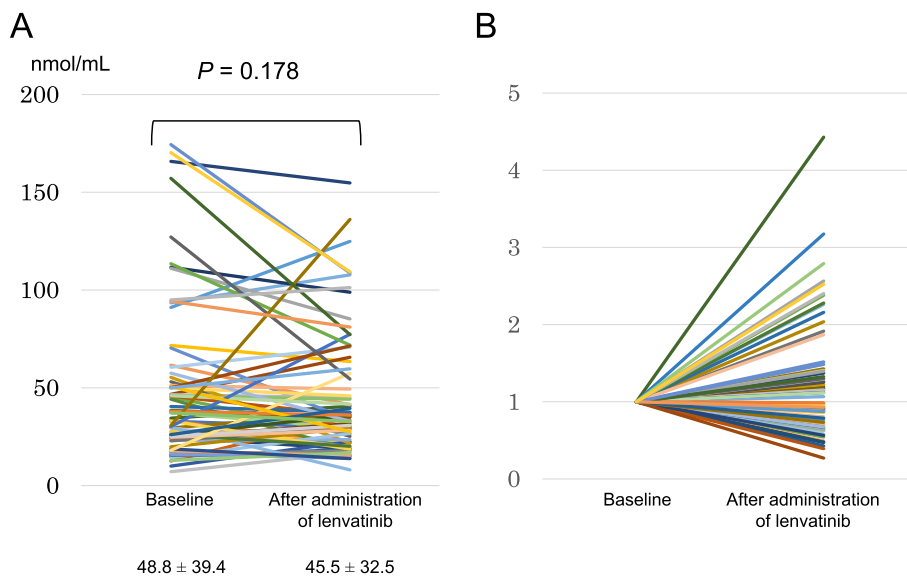 A
nmol/mL
P = 0.178
200
150
100
50
0
Baseline
After administration
of lenvatinib
48.8 ± 39.4
45.5 ± 32.5
B
5
4
3
2
1
0
Baseline
After administration
of lenvatinib